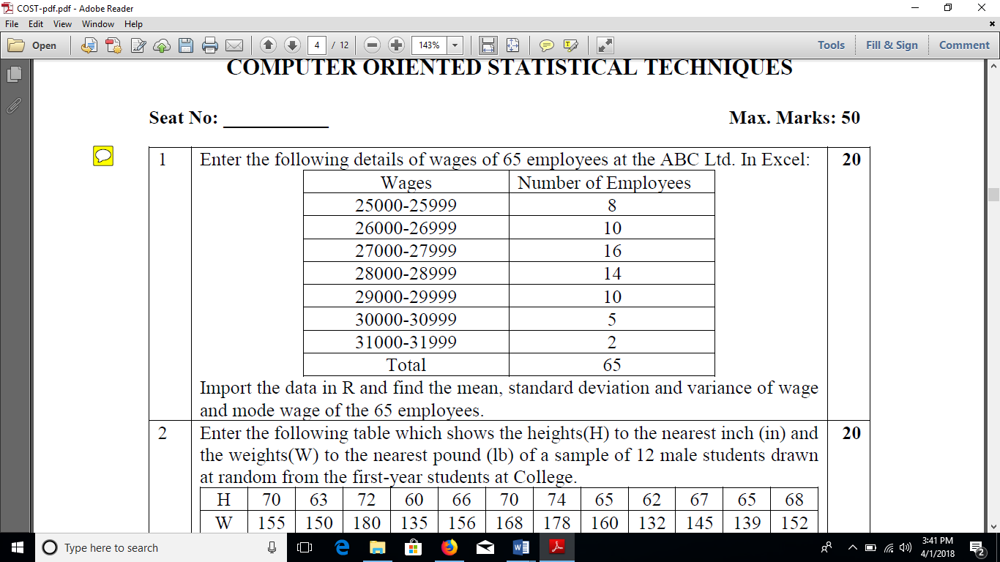 COST-pdf.pdf - Adobe Reader
File Edit View Window Help
Open 4 / 12 143% Tools Fill & Sign Comment
COMPUTER ORIENTED STATISTICAL TECHNIQUES
Seat No: ___________ Max. Marks: 50
1 Enter the following details of wages of 65 employees at the ABC Ltd. In Excel: 20
Wages Number of Employees
25000-25999 8
26000-26999 10
27000-27999 16
28000-28999 14
29000-29999 10
30000-30999 5
31000-31999 2
Total 65
Import the data in R and find the mean, standard deviation and variance of wage
and mode wage of the 65 employees.
2 Enter the following table which shows the heights(H) to the nearest inch (in) and 20
the weights(W) to the nearest pound (lb) of a sample of 12 male students drawn
at random from the first-year students at College.
H 70 63 72 60 66 70 74 65 62 67 65 68
W 155 150 180 135 156 168 178 160 132 145 139 152
Type here to search
3:41 PM
4/1/2018
2